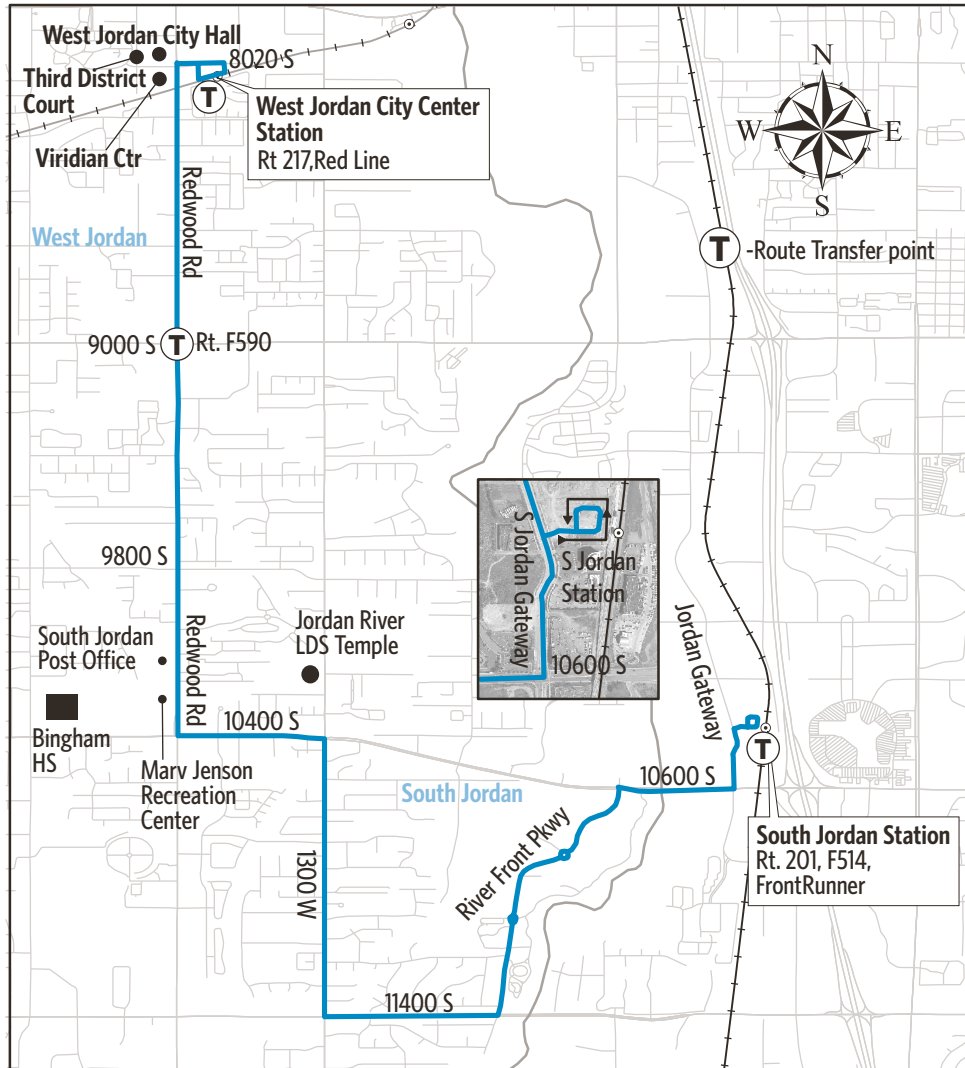 West Jordan City Hall
8020 S
Third District
Court
Viridian Ctr
T
West Jordan City Center
Station
Rt 217,Red Line
N
W
E
S
Redwood Rd
West Jordan
T
-Route Transfer point
9000 S
T
Rt. F590
9800 S
S Jordan Gateway
S Jordan
Station
10600 S
South Jordan
Post Office
Redwood Rd
Jordan River
LDS Temple
Jordan Gateway
Bingham
HS
10400 S
Marv Jenson
Recreation
Center
T
10600 S
South Jordan
South Jordan Station
Rt. 201, F514,
FrontRunner
River Front Pkwy
1300 W
11400 S